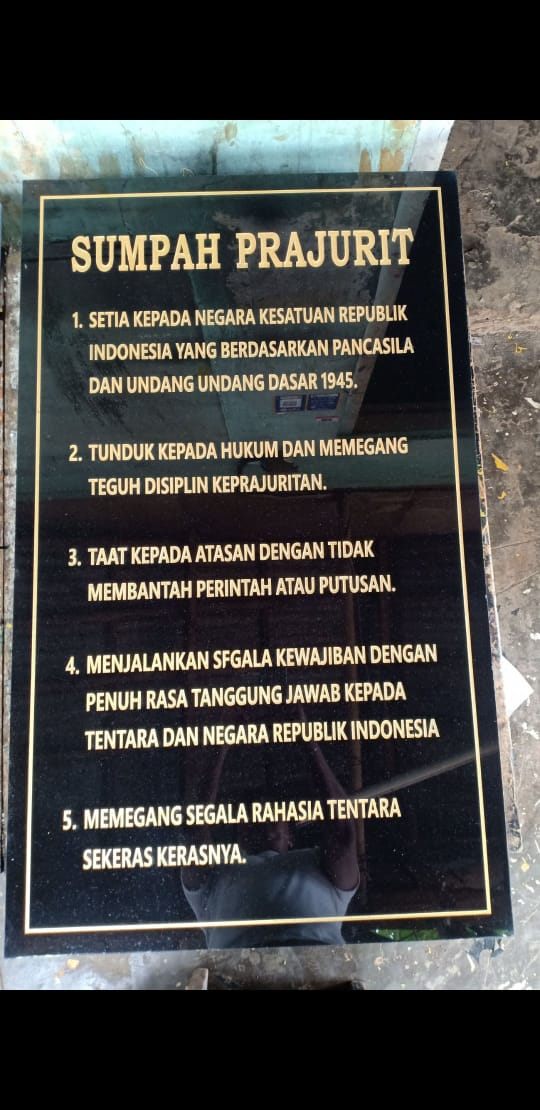 SUMPAH PRAJURIT
1. SETIA KEPADA NEGARA KESATUAN REPUBLIK
INDONESIA YANG BERDASARKAN PANCASILA
DAN UNDANG UNDANG DASAR 1945.
2. TUNDUK KEPADA HUKUM DAN MEMEGANG
TEGUH DISIPLIN KEPRAJURITAN.
3. TAAT KEPADA ATASAN DENGAN TIDAK
MEMBANTAH PERINTAH ATAU PUTUSAN.
4. MENJALANKAN SFGALA KEWAJIBAN DENGAN
PENUH RASA TANGGUNG JAWAB KEPADA
TENTARA DAN NEGARA REPUBLIK INDONESIA
5. MEMEGANG SEGALA RAHASIA TENTARA
SEKERAS KERASNYA.